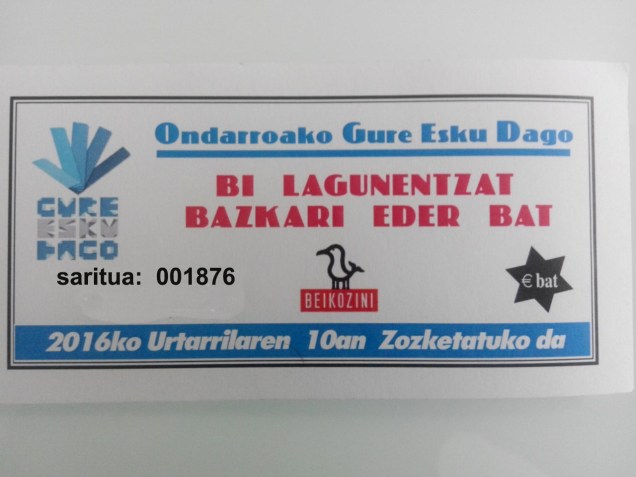 Ondarroako Gure Esku Dago
BI LAGUNENTZAT
BAZKARI EDER BAT
GURE
ESKU
DAGO
saritua: 001876
BEIKOZINI
€ bat
2016ko Urtarrilaren 10an Zozketatuko da